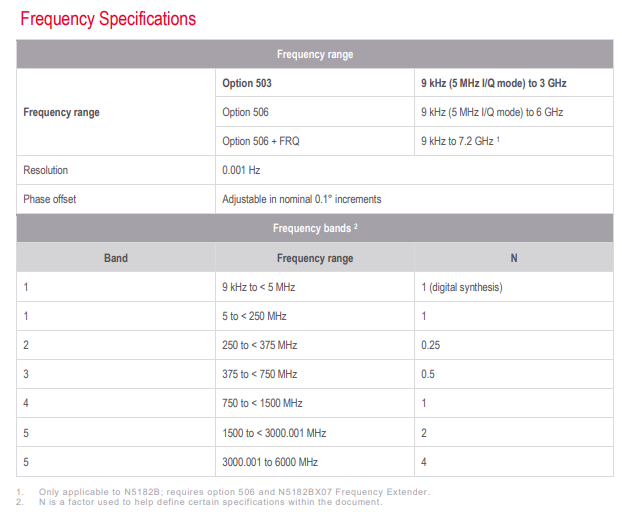 Frequency Specifications
Frequency range
Frequency range
Option 503 9 kHz (5 MHz I/Q mode) to 3 GHz
Option 506 9 kHz (5 MHz I/Q mode) to 6 GHz
Option 506 + FRQ 9 kHz to 7.2 GHz ¹
Resolution 0.001 Hz
Phase offset Adjustable in nominal 0.1° increments
Frequency bands ²
Band Frequency range N
1 9 kHz to < 5 MHz 1 (digital synthesis)
1 5 to < 250 MHz 1
2 250 to < 375 MHz 0.25
3 375 to < 750 MHz 0.5
4 750 to < 1500 MHz 1
5 1500 to < 3000.001 MHz 2
5 3000.001 to 6000 MHz 4
1. Only applicable to N5182B; requires option 506 and N5182BX07 Frequency Extender.
2. N is a factor used to help define certain specifications within the document.